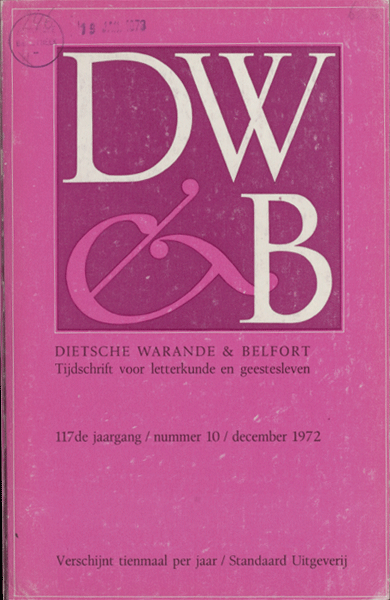 DW
& B
DIETSCHE WARANDE & BELFORT
Tijdschrift voor letterkunde en geestesleven
117de jaargang / nummer 10 / december 1972
Verschijnt tienmaal per jaar / Standaard Uitgeverij